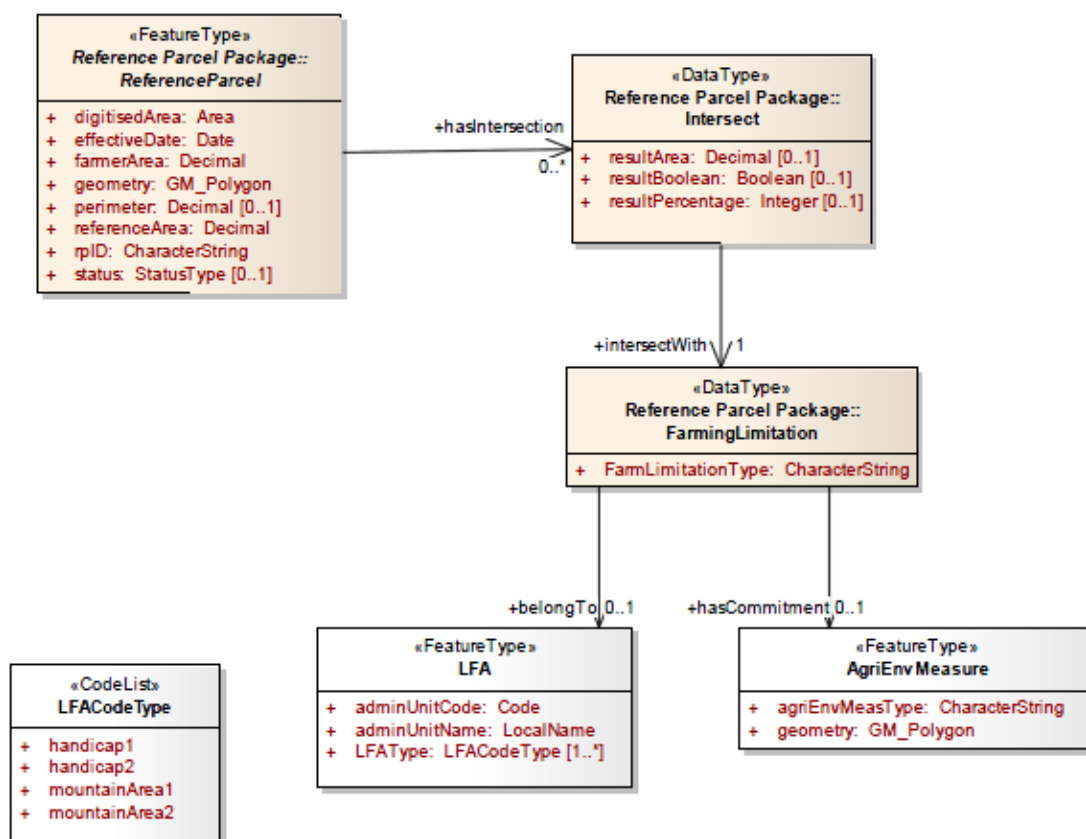 «FeatureType»
Reference Parcel Package::
ReferenceParcel
+ digitisedArea: Area
+ effectiveDate: Date
+ farmerArea: Decimal
+ geometry: GM_Polygon
+ perimeter: Decimal [0..1]
+ referenceArea: Decimal
+ rpID: CharacterString
+ status: StatusType [0..1]
+hasIntersection
0..*
«DataType»
Reference Parcel Package::
Intersect
+ resultArea: Decimal [0..1]
+ resultBoolean: Boolean [0..1]
+ resultPercentage: Integer [0..1]
+intersectWith 1
«DataType»
Reference Parcel Package::
FarmingLimitation
+ FarmLimitationType: CharacterString
+belongTo 0..1
+hasCommitment 0..1
«FeatureType»
LFA
+ adminUnitCode: Code
+ adminUnitName: LocalName
+ LFAType: LFACodeType [1..*]
«FeatureType»
AgriEnvMeasure
+ agriEnvMeasType: CharacterString
+ geometry: GM_Polygon
«CodeList»
LFACodeType
+ handicap1
+ handicap2
+ mountainArea1
+ mountainArea2